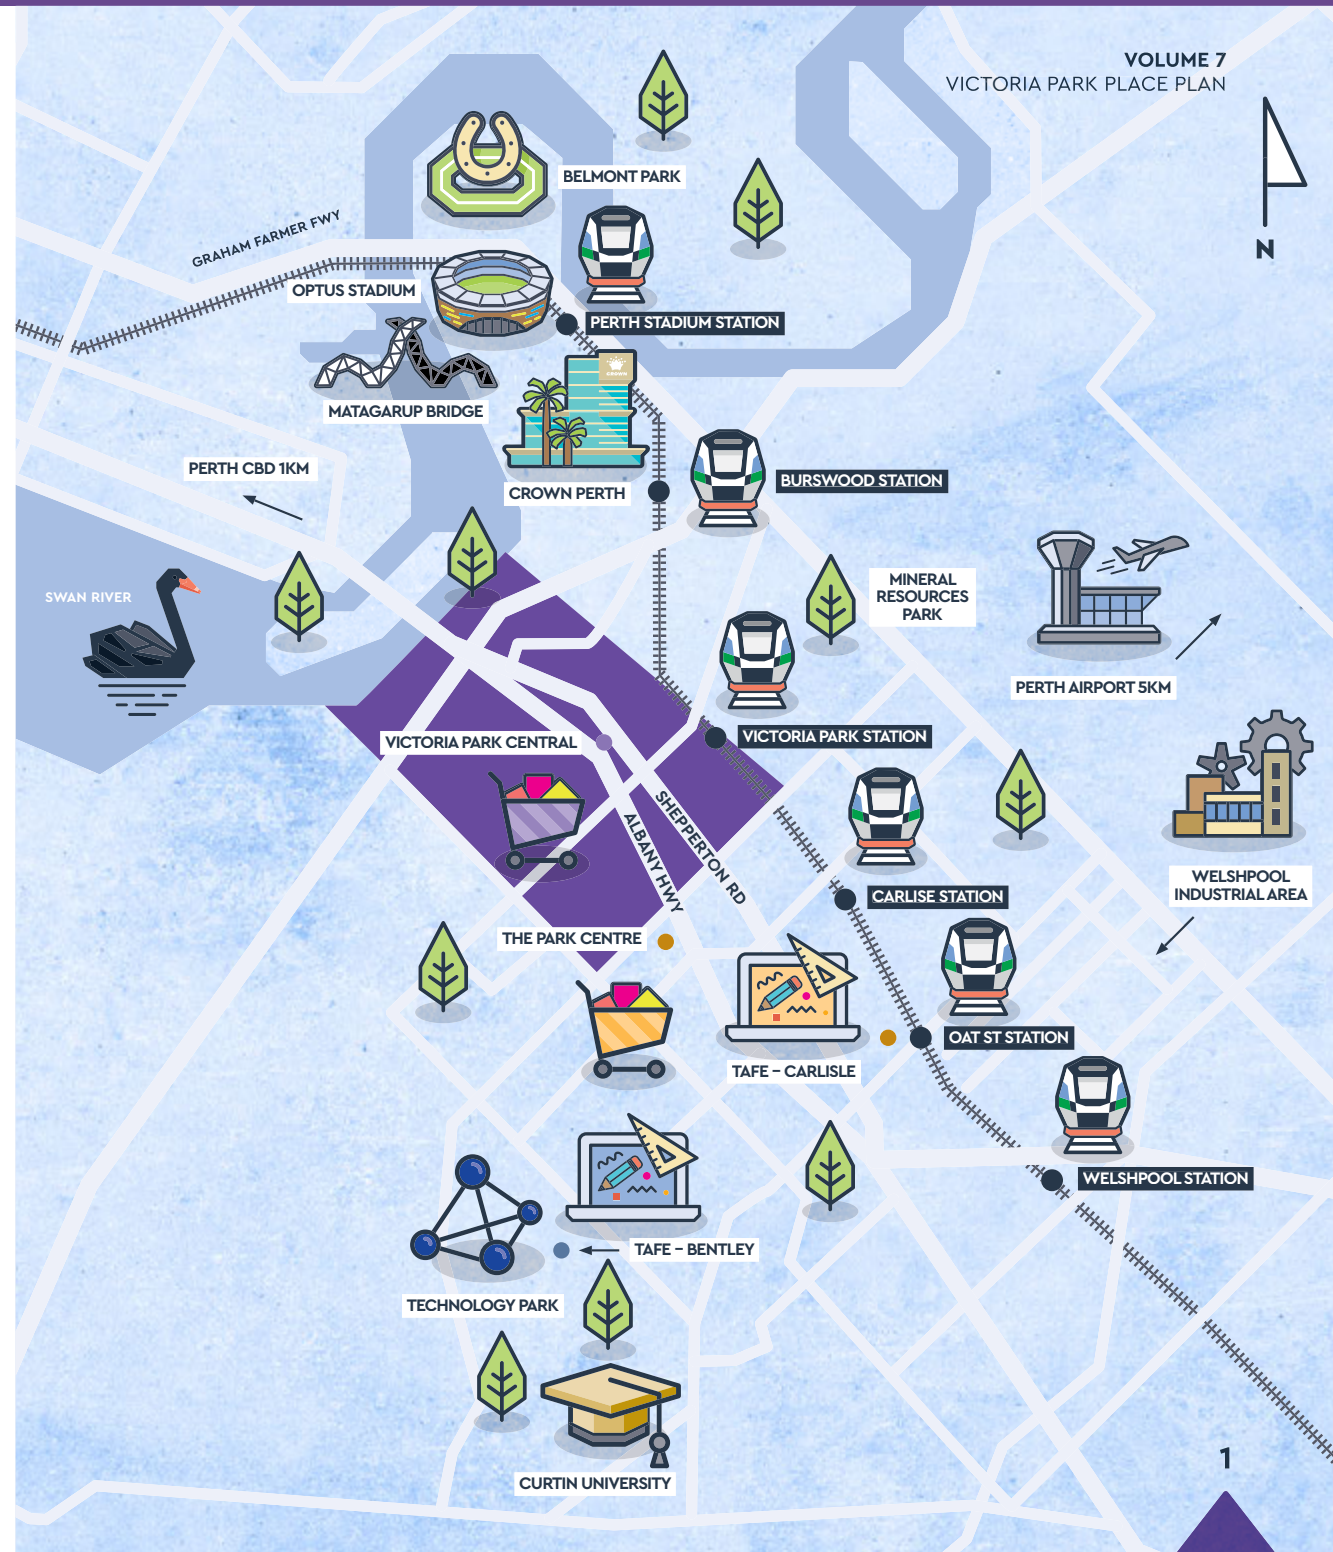 VOLUME 7
VICTORIA PARK PLACE PLAN
N
BELMONT PARK
GRAHAM FARMER FWY
OPTUS STADIUM
PERTH STADIUM STATION
CROWN
MATAGARUP BRIDGE
PERTH CBD 1KM
CROWN PERTH
BURSWOOD STATION
SWAN RIVER
MINERAL
RESOURCES
PARK
PERTH AIRPORT 5KM
VICTORIA PARK CENTRAL
VICTORIA PARK STATION
SHEPPERTON RD
ALBANY HWY
WELSHPOOL
INDUSTRIAL AREA
CARLISE STATION
THE PARK CENTRE
OAT ST STATION
TAFE – CARLISLE
WELSHPOOL STATION
TAFE – BENTLEY
TECHNOLOGY PARK
CURTIN UNIVERSITY
1